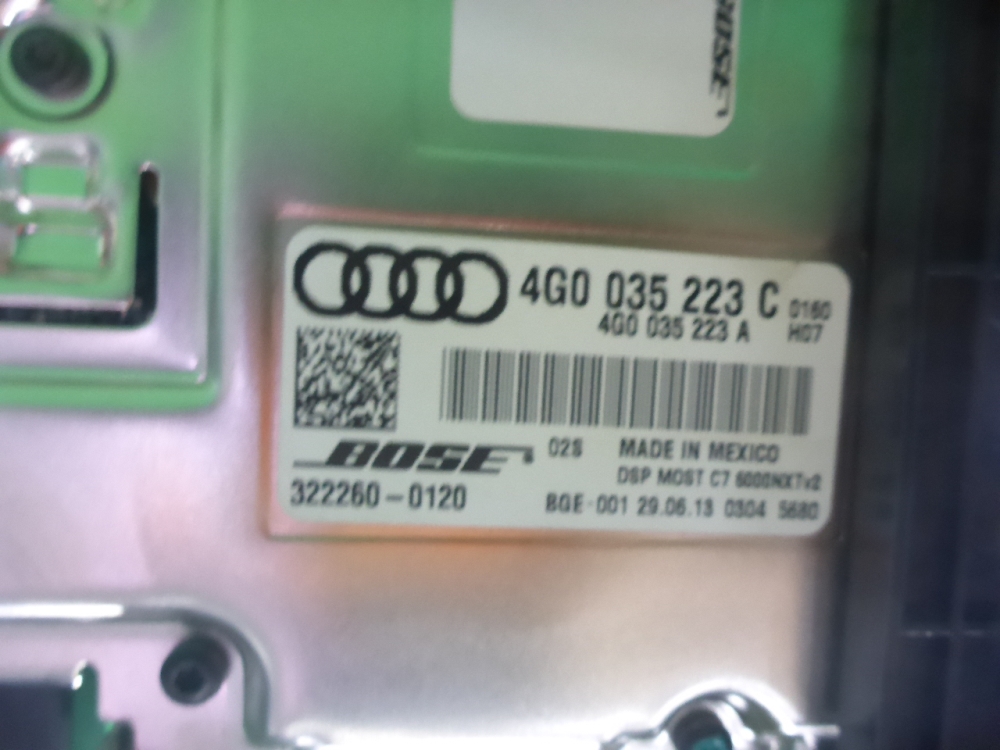 BOSE
4G0 035 223 C 0160
4G0 035 223 A H07
BOSE 02S MADE IN MEXICO
DSP MOST C7 6000NXTv2
322260-0120 BGE-001 29.06.13 0304 5680